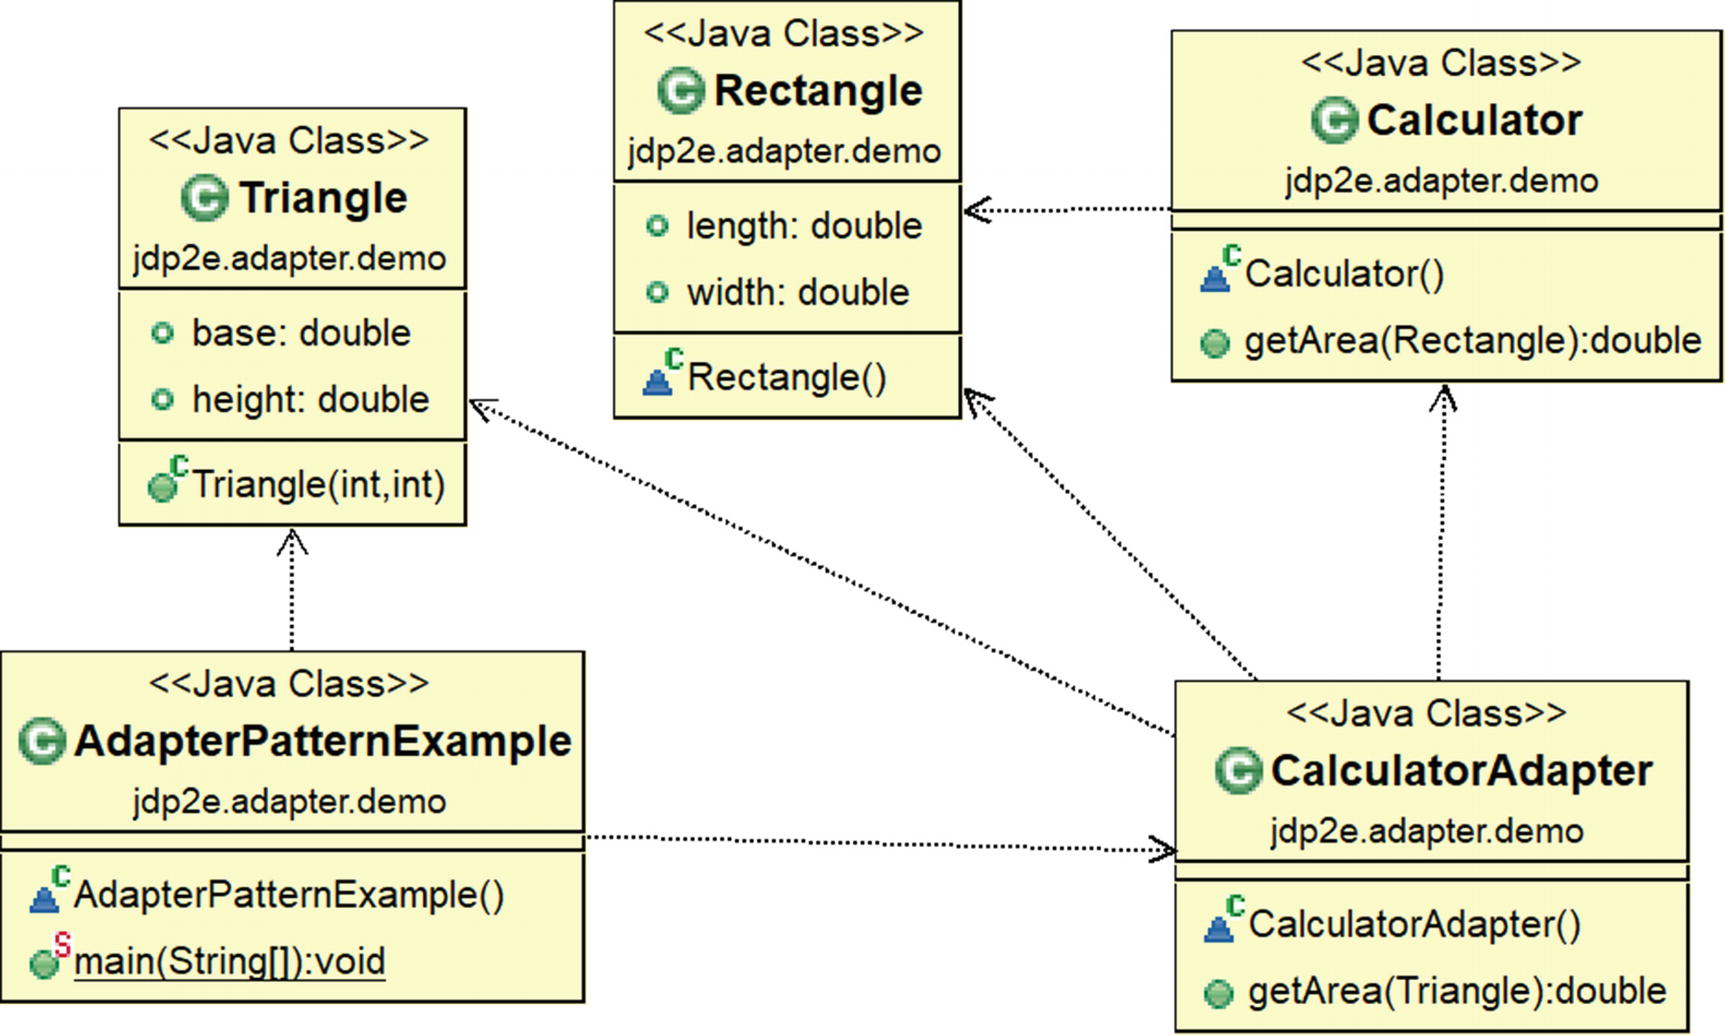 <<Java Class>>
C Triangle
jdp2e.adapter.demo
base: double
height: double
C Triangle(int,int)
<<Java Class>>
C Rectangle
jdp2e.adapter.demo
length: double
width: double
C Rectangle()
<<Java Class>>
C Calculator
jdp2e.adapter.demo
C Calculator()
getArea(Rectangle):double
<<Java Class>>
C AdapterPatternExample
jdp2e.adapter.demo
C AdapterPatternExample()
S main(String[]):void
<<Java Class>>
C CalculatorAdapter
jdp2e.adapter.demo
C CalculatorAdapter()
getArea(Triangle):double